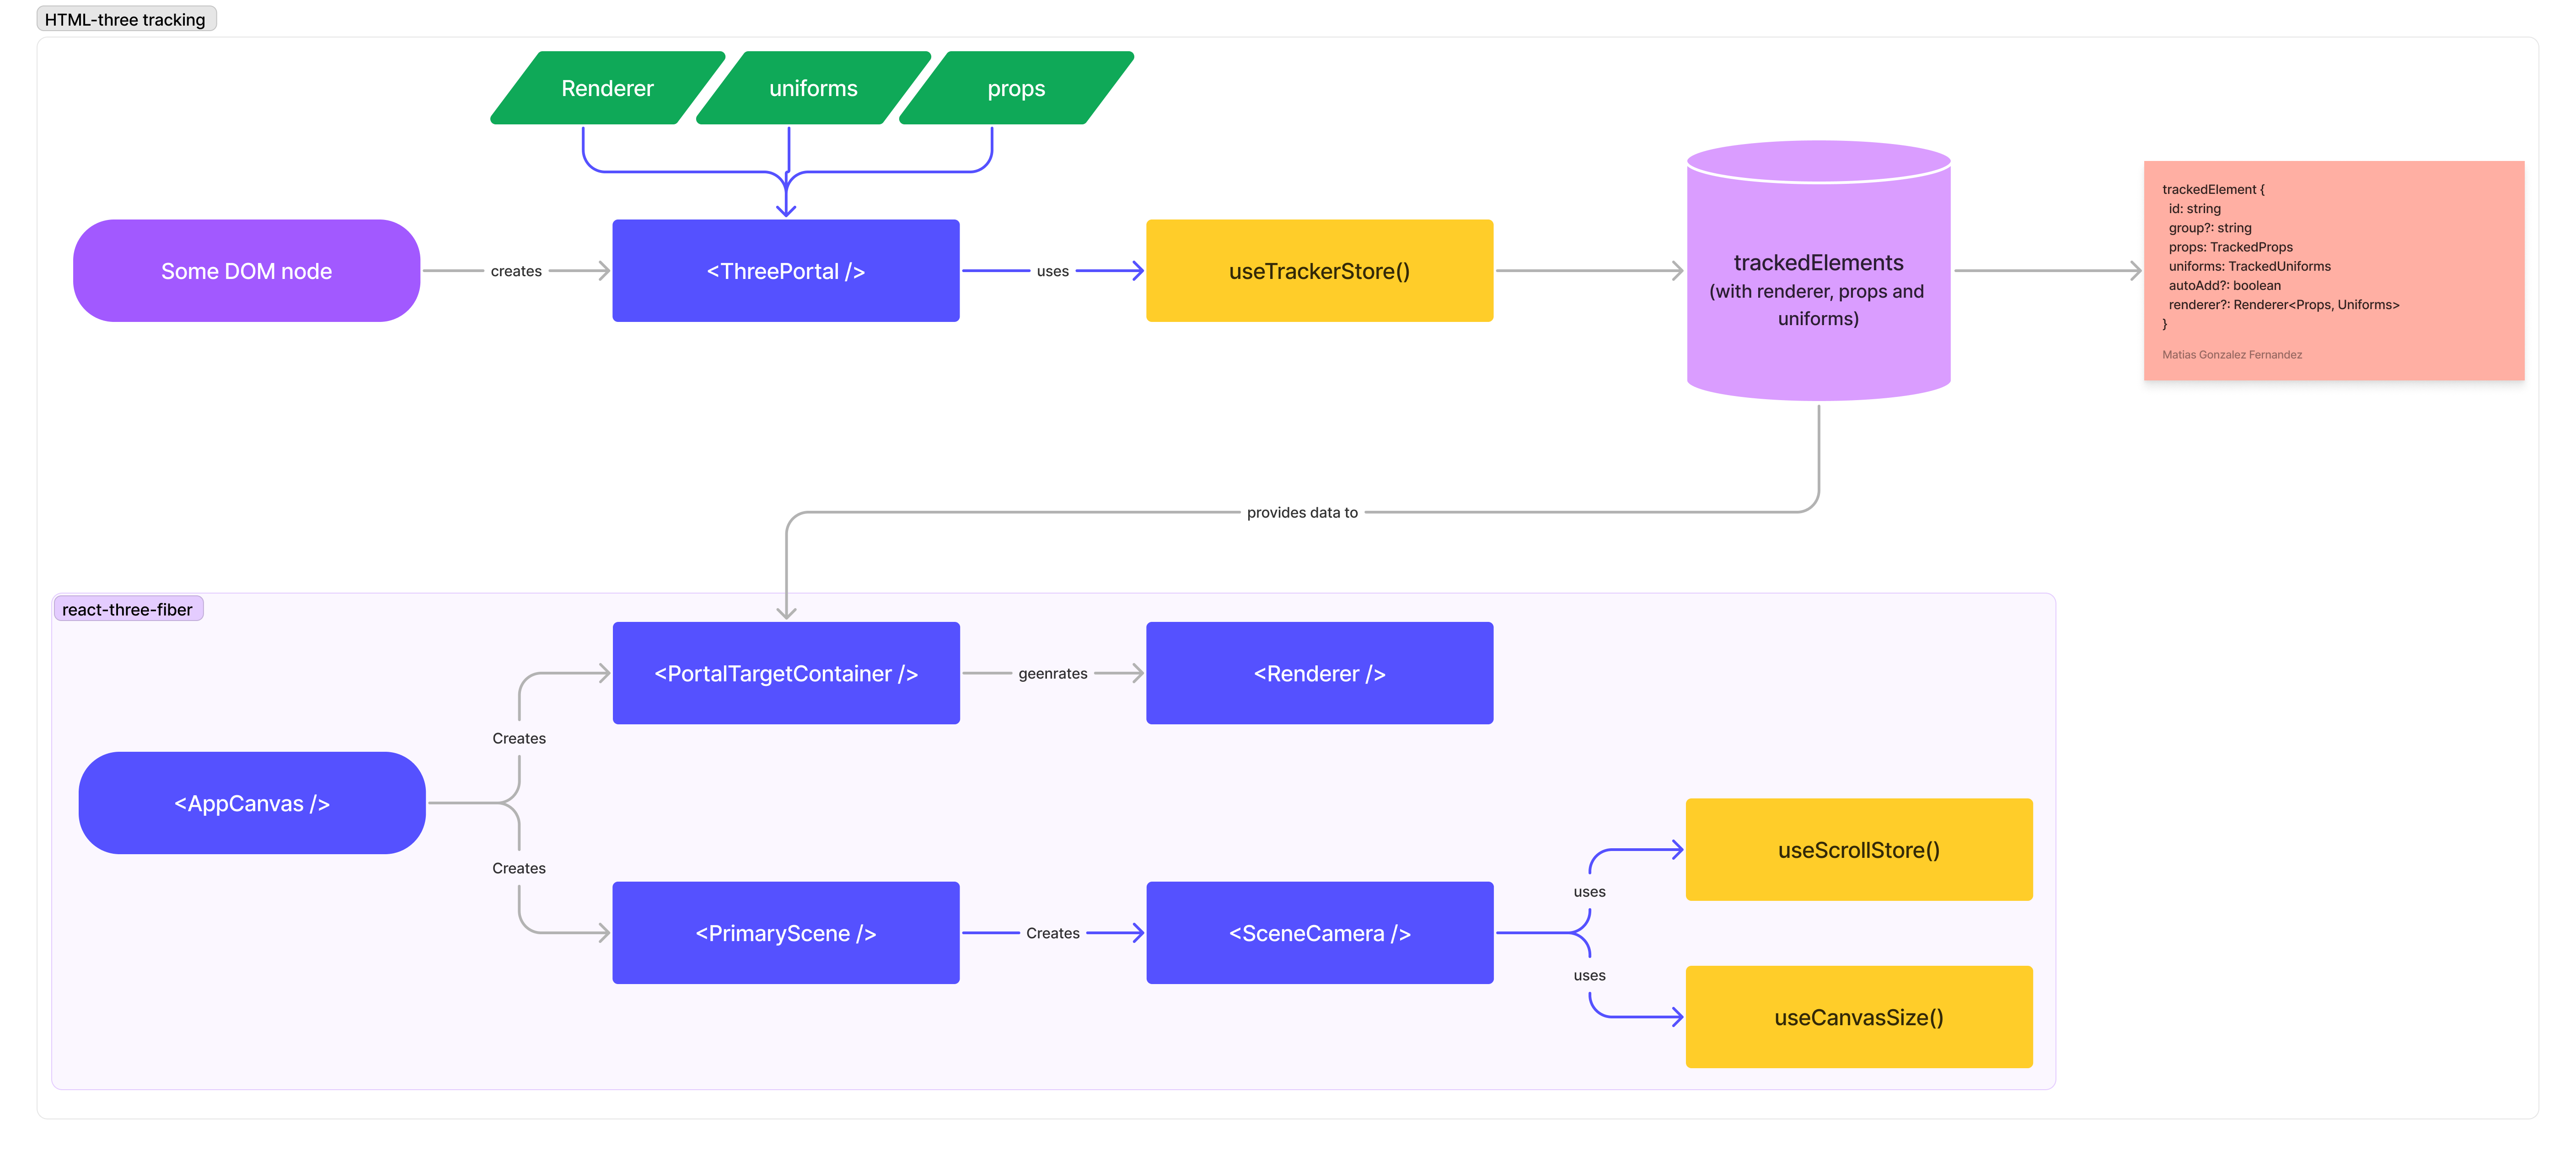 HTML-three tracking
Renderer
uniforms
props
Some DOM node
creates
<ThreePortal />
uses
useTrackerStore()
trackedElements
(with renderer, props and
uniforms)
trackedElement {
id: string
group?: string
props: TrackedProps
uniforms: TrackedUniforms
autoAdd?: boolean
renderer?: Renderer<Props, Uniforms>
}
Matias Gonzalez Fernandez
provides data to
react-three-fiber
<PortalTargetContainer />
geenrates
<Renderer />
Creates
<AppCanvas />
Creates
<PrimaryScene />
Creates
<SceneCamera />
uses
useScrollStore()
uses
useCanvasSize()